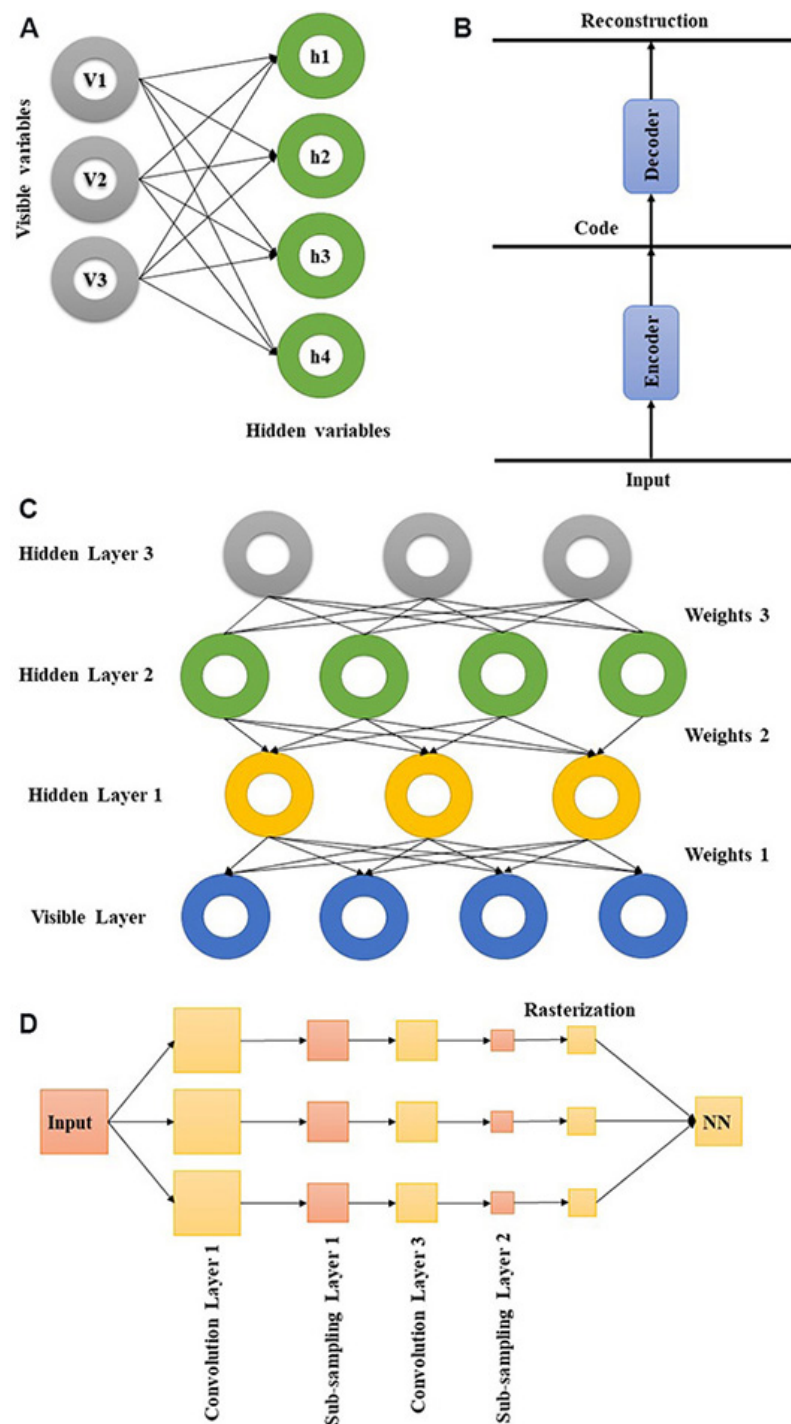 A
Visible variables
V1
V2
V3
h1
h2
h3
h4
Hidden variables
B
Reconstruction
Decoder
Code
Encoder
Input
C
Hidden Layer 3
Weights 3
Hidden Layer 2
Weights 2
Hidden Layer 1
Weights 1
Visible Layer
D
Rasterization
Input
NN
Convolution Layer 1
Sub-sampling Layer 1
Convolution Layer 3
Sub-sampling Layer 2